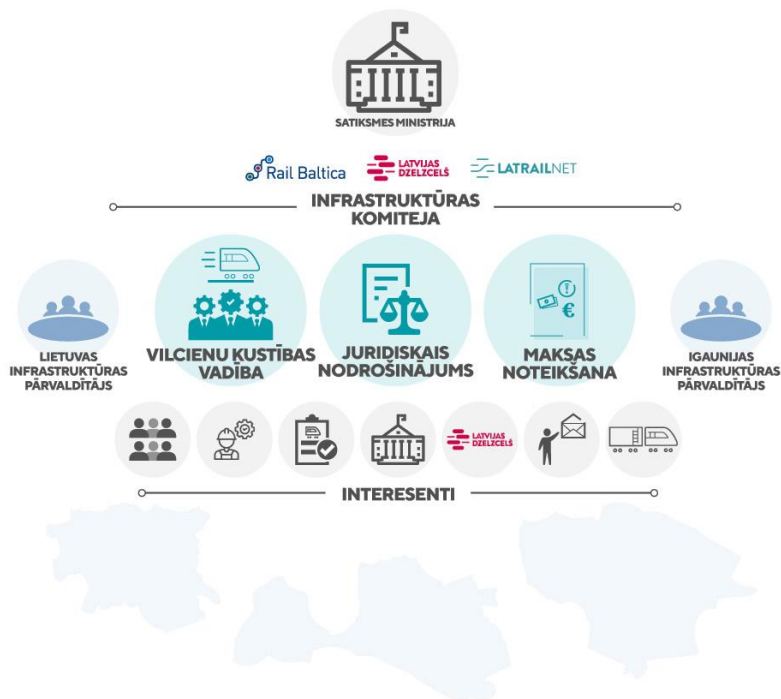 SATIKSMES MINISTRIJA
Rail Baltica
LATVIJAS
DZELZCEĻŠ
LATRAILNET
INFRASTRUKTŪRAS
KOMITEJA
LIETUVAS
INFRASTRUKTŪRAS
PĀRVALDĪTĀJS
VILCIENU KUSTĪBAS
VADĪBA
JURIDISKAIS
NODROŠINĀJUMS
MAKSAS
NOTEIKŠANA
IGAUNIJAS
INFRASTRUKTŪRAS
PĀRVALDĪTĀJS
LATVIJAS
DZELZCEĻŠ
INTERESENTI